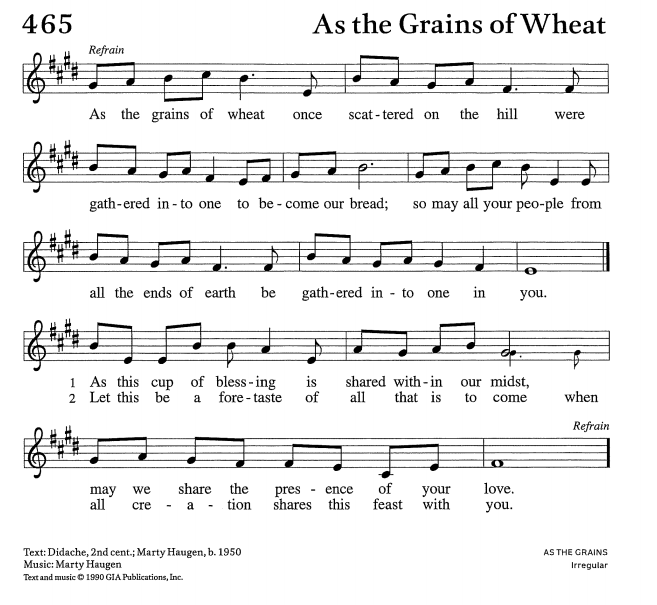 465 As the Grains of Wheat
Refrain
As the grains of wheat once scat-tered on the hill were
gath-ered in-to one to be-come our bread; so may all your peo-ple from
all the ends of earth be gath-ered in-to one in you.
1 As this cup of bless-ing is shared with-in our midst,
2 Let this be a fore-taste of all that is to come when
Refrain
may we share the pres-ence of your love.
all cre-a-tion shares this feast with you.
Text: Didache, 2nd cent.; Marty Haugen, b. 1950
Music: Marty Haugen
Text and music © 1990 GIA Publications, Inc.
AS THE GRAINS
Irregular